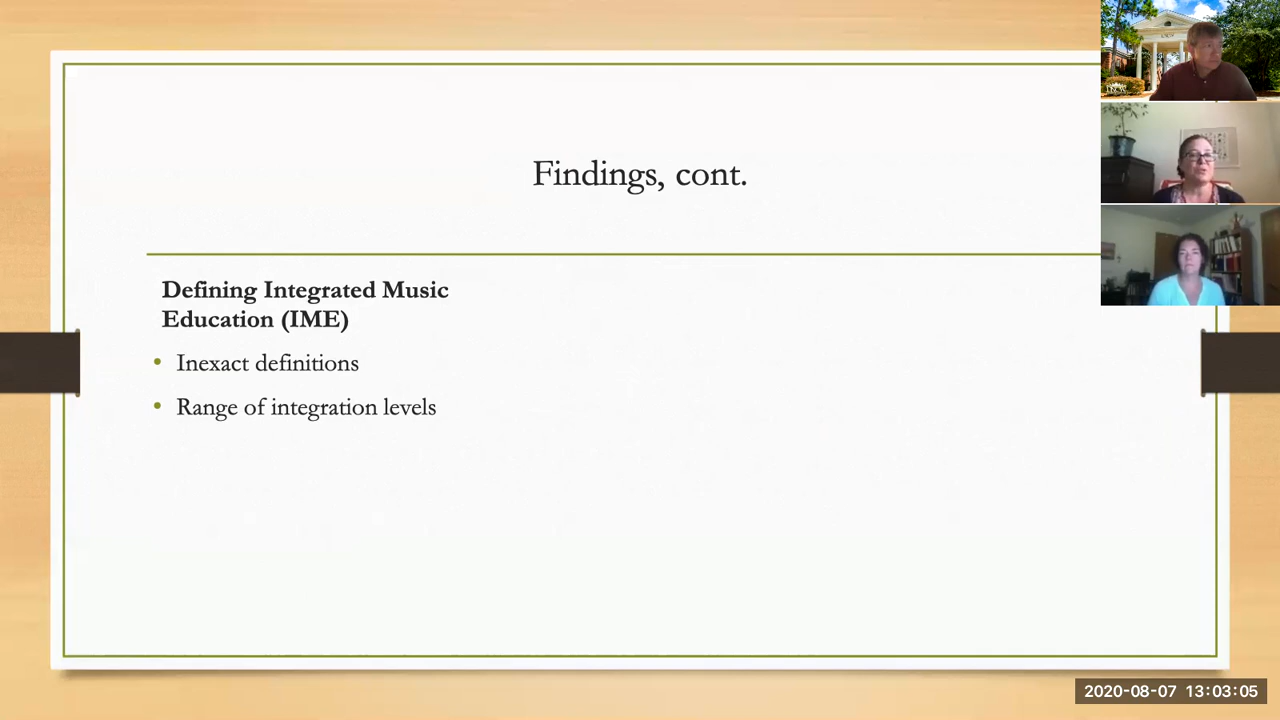 Findings, cont.
Defining Integrated Music
Education (IME)
• Inexact definitions
• Range of integration levels
2020-08-07 13:03:05